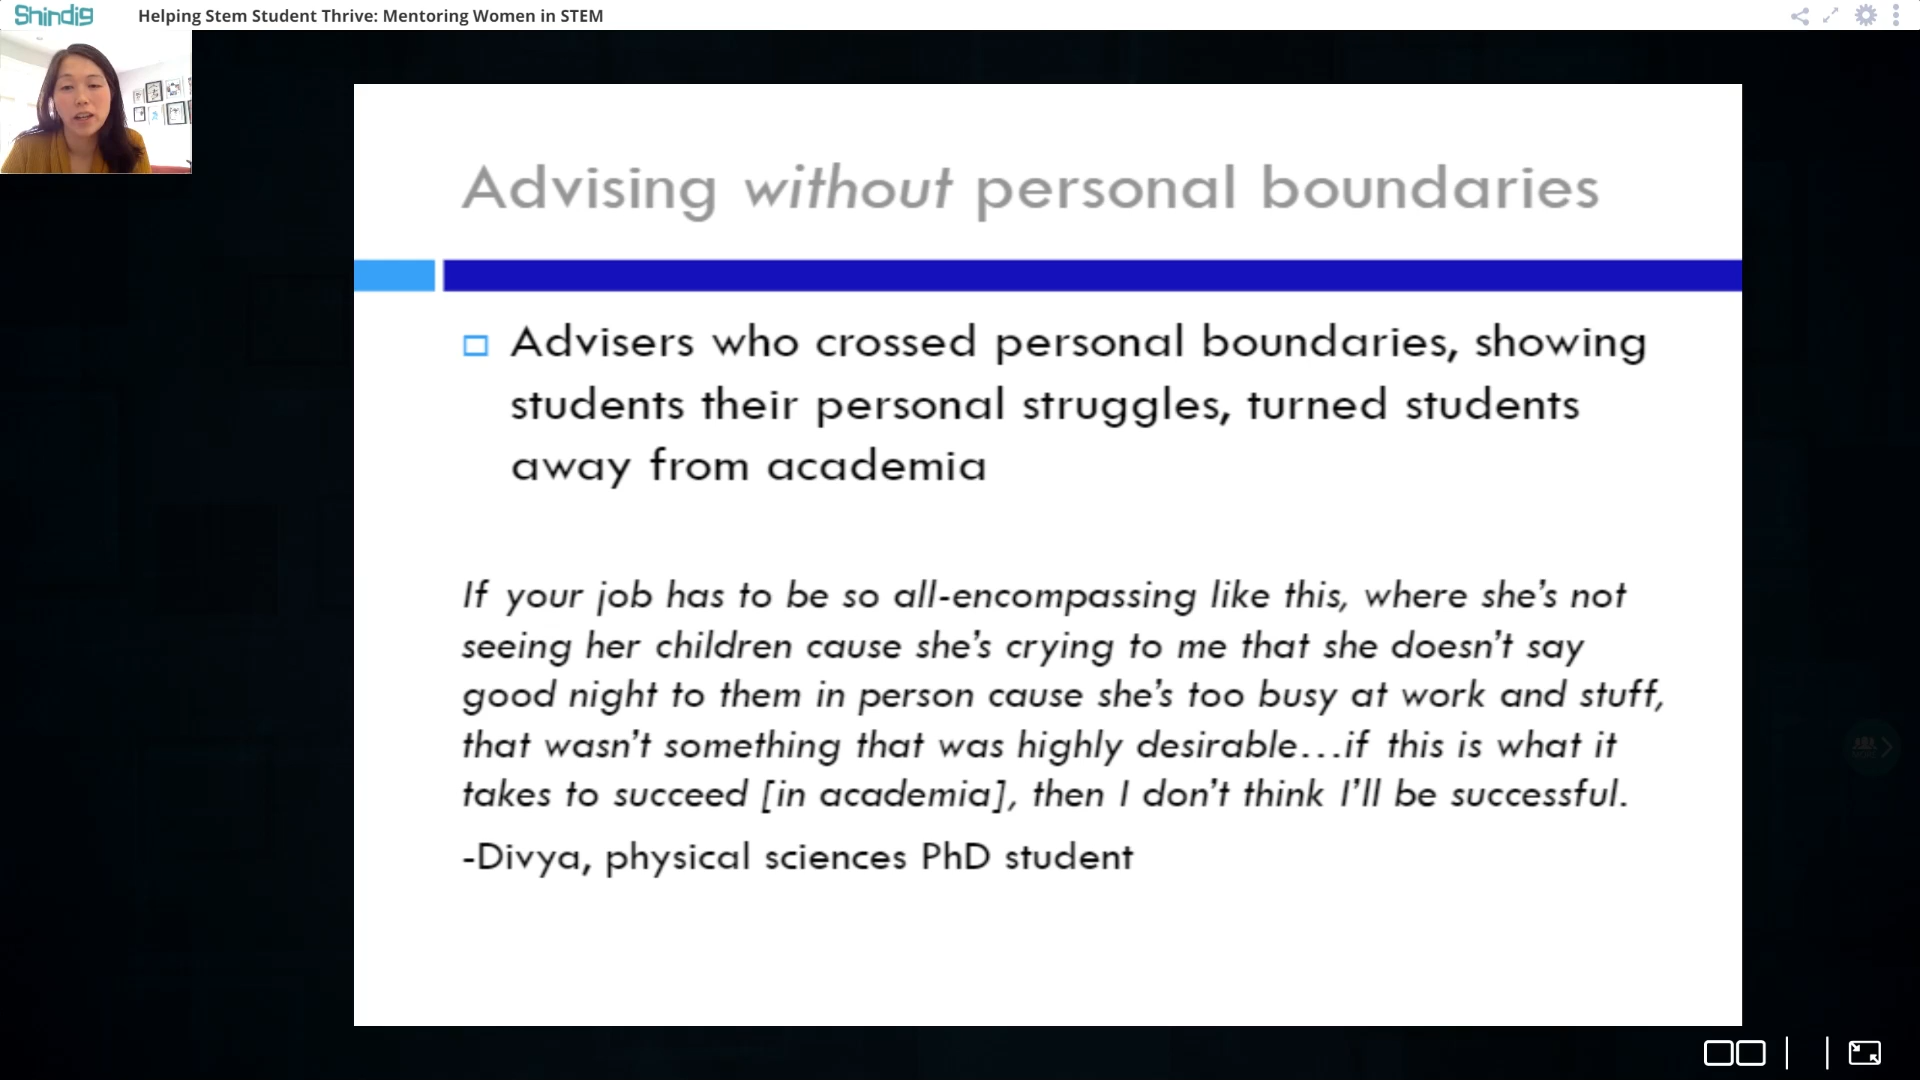 Shindig
Helping Stem Student Thrive: Mentoring Women in STEM
Advising without personal boundaries
Advisers who crossed personal boundaries, showing
students their personal struggles, turned students
away from academia
If your job has to be so all-encompassing like this, where she’s not
seeing her children cause she’s crying to me that she doesn’t say
good night to them in person cause she’s too busy at work and stuff,
that wasn’t something that was highly desirable…if this is what it
takes to succeed [in academia], then I don’t think I’ll be successful.
-Divya, physical sciences PhD student